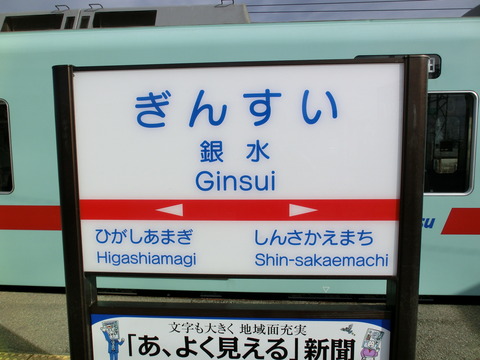 ぎんすい
銀水
Ginsui
ひがしあまぎ
Higashiamagi
しんさかえまち
Shin-sakaemachi
文字も大きく 地域面充実
「あ、よく見える」新聞